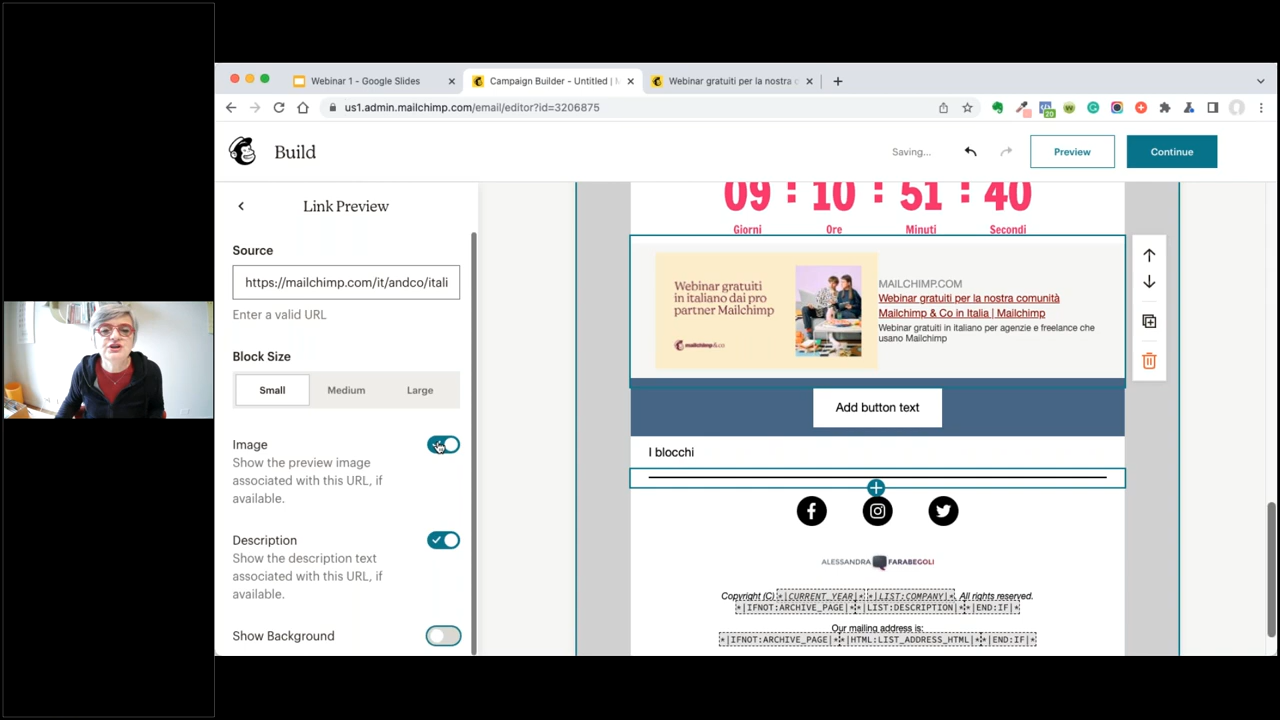 Webinar 1 - Google Slides
Campaign Builder - Untitled |
Webinar gratuiti per la nostra c
us1.admin.mailchimp.com/email/editor?id=3206875
20
Build
Saving...
Preview
Continue
Link Preview
Source
https://mailchimp.com/it/andco/itali
Enter a valid URL
Block Size
Small
Medium
Large
Image
Show the preview image
associated with this URL, if
available.
Description
Show the description text
associated with this URL, if
available.
Show Background
09 : 10 : 51 : 40
Giorni
Ore
Minuti
Secondi
Webinar gratuiti
in italiano dai pro
partner Mailchimp
mailchimp&co
MAILCHIMP.COM
Webinar gratuiti per la nostra comunità
Mailchimp & Co in Italia | Mailchimp
Webinar gratuiti in italiano per agenzie e freelance che
usano Mailchimp
Add button text
I blocchi
ALESSANDRA FARABEGOLI
Copyright (C) *|CURRENT_YEAR|* *|LIST:COMPANY|*. All rights reserved.
*|IFNOT:ARCHIVE_PAGE|**|LIST:DESCRIPTION|**|END:IF|*
Our mailing address is:
*|IFNOT:ARCHIVE_PAGE|**|HTML:LIST_ADDRESS_HTML|**|END:IF|*